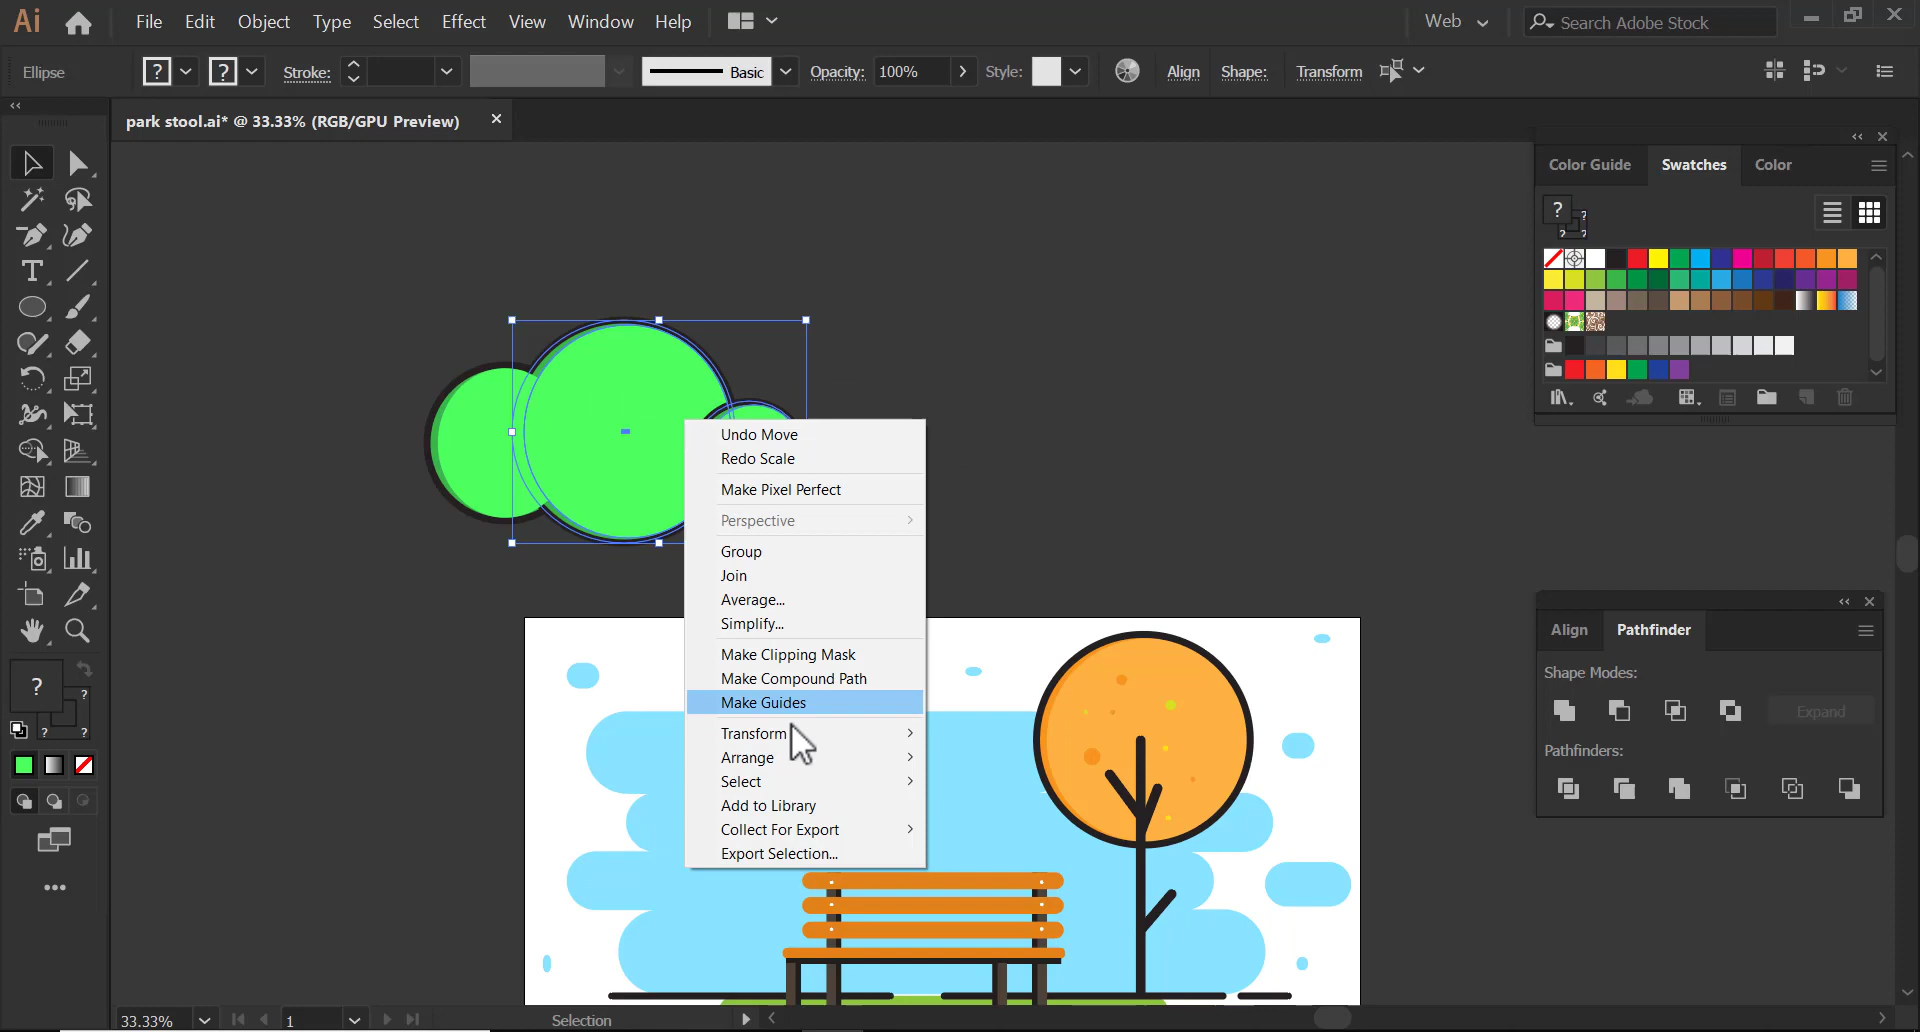 Ai File Edit Object Type Select Effect View Window Help Web Search Adobe Stock
Ellipse ? ? Stroke: Basic Opacity: 100% Style: Align Shape: Transform
park stool.ai* @ 33.33% (RGB/GPU Preview)
Color Guide Swatches Color
?
?
?
?
Undo Move
Redo Scale
Make Pixel Perfect
Perspective
Group
Join
Average...
Simplify...
Make Clipping Mask
Make Compound Path
Make Guides
Transform
Arrange
Select
Add to Library
Collect For Export
Export Selection...
Align Pathfinder
Shape Modes:
Expand
Pathfinders:
?
?
? ?
33.33% 1 Selection